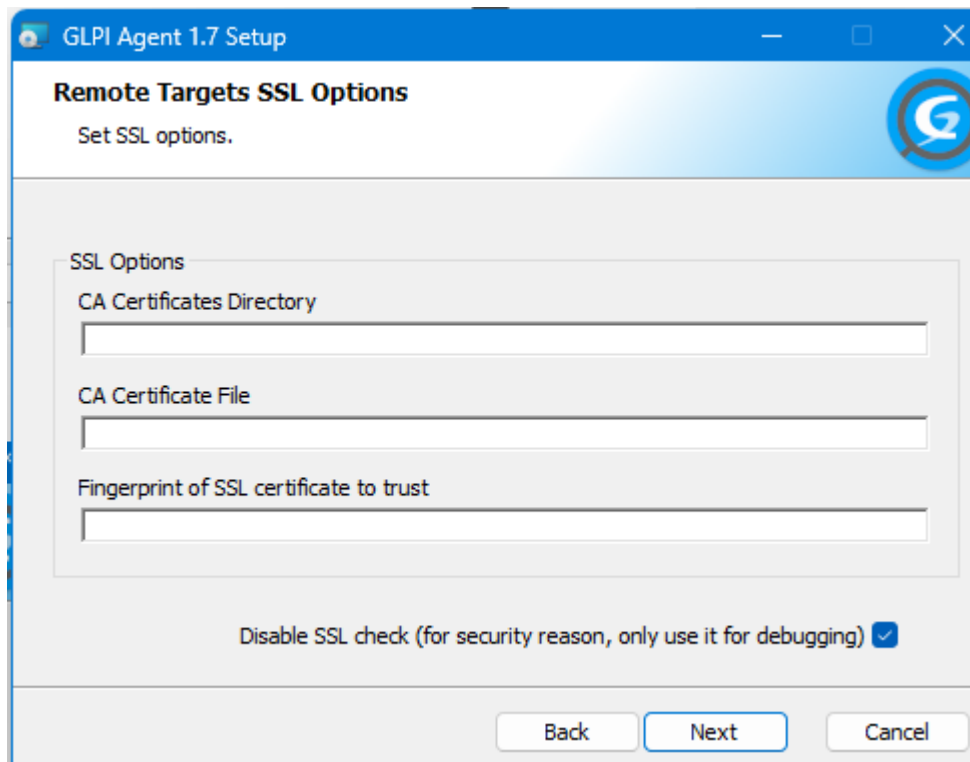 GLPI Agent 1.7 Setup
Remote Targets SSL Options
Set SSL options.
SSL Options
CA Certificates Directory
CA Certificate File
Fingerprint of SSL certificate to trust
Disable SSL check (for security reason, only use it for debugging)
Back Next Cancel